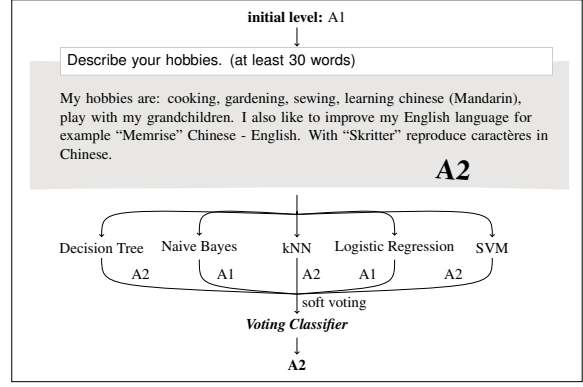 initial level: A1
Describe your hobbies. (at least 30 words)
My hobbies are: cooking, gardening, sewing, learning chinese (Mandarin),
play with my grandchildren. I also like to improve my English language for
example “Memrise” Chinese - English. With “Skritter” reproduce caractères in
Chinese.
A2
Decision Tree Naive Bayes kNN Logistic Regression SVM
A2 A1 A2 A1 A2
soft voting
Voting Classifier
A2